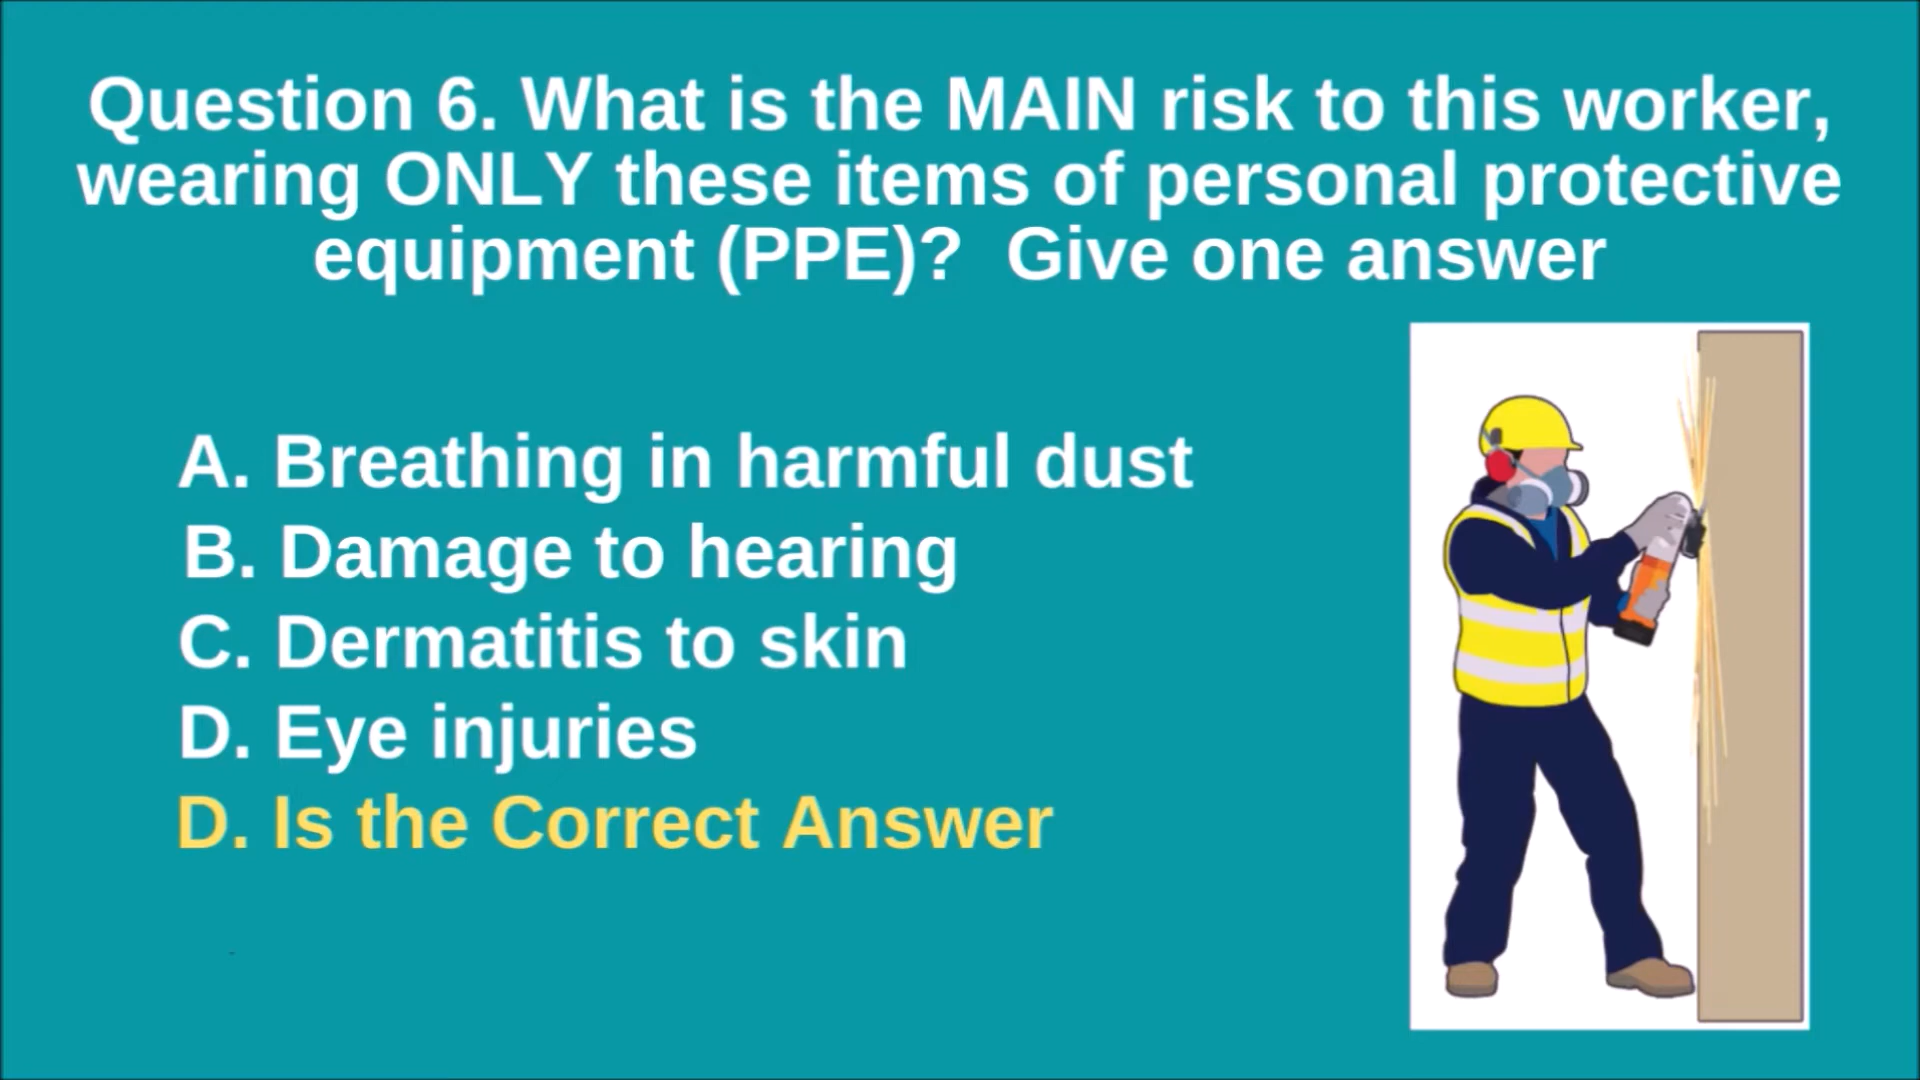 Question 6. What is the MAIN risk to this worker,
wearing ONLY these items of personal protective
equipment (PPE)? Give one answer
A. Breathing in harmful dust
B. Damage to hearing
C. Dermatitis to skin
D. Eye injuries
D. Is the Correct Answer